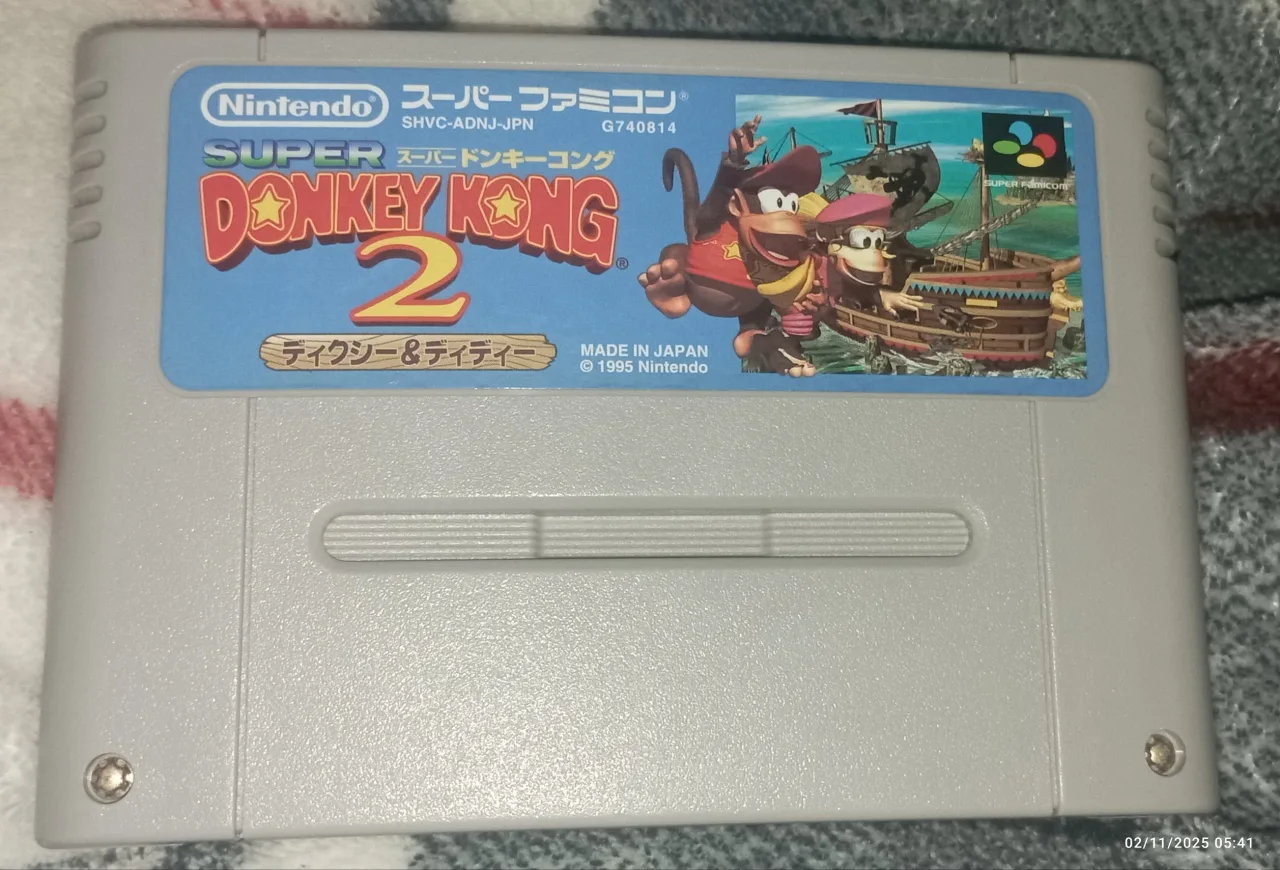 Nintendo® スーパーファミコン®
SHVC-ADNJ-JPN G740814
SUPER スーパードンキーコング
DONKEY KONG
2 ®
ディクシー&ディディー
MADE IN JAPAN
© 1995 Nintendo
SUPER FAMICOM
02/11/2025 05:41